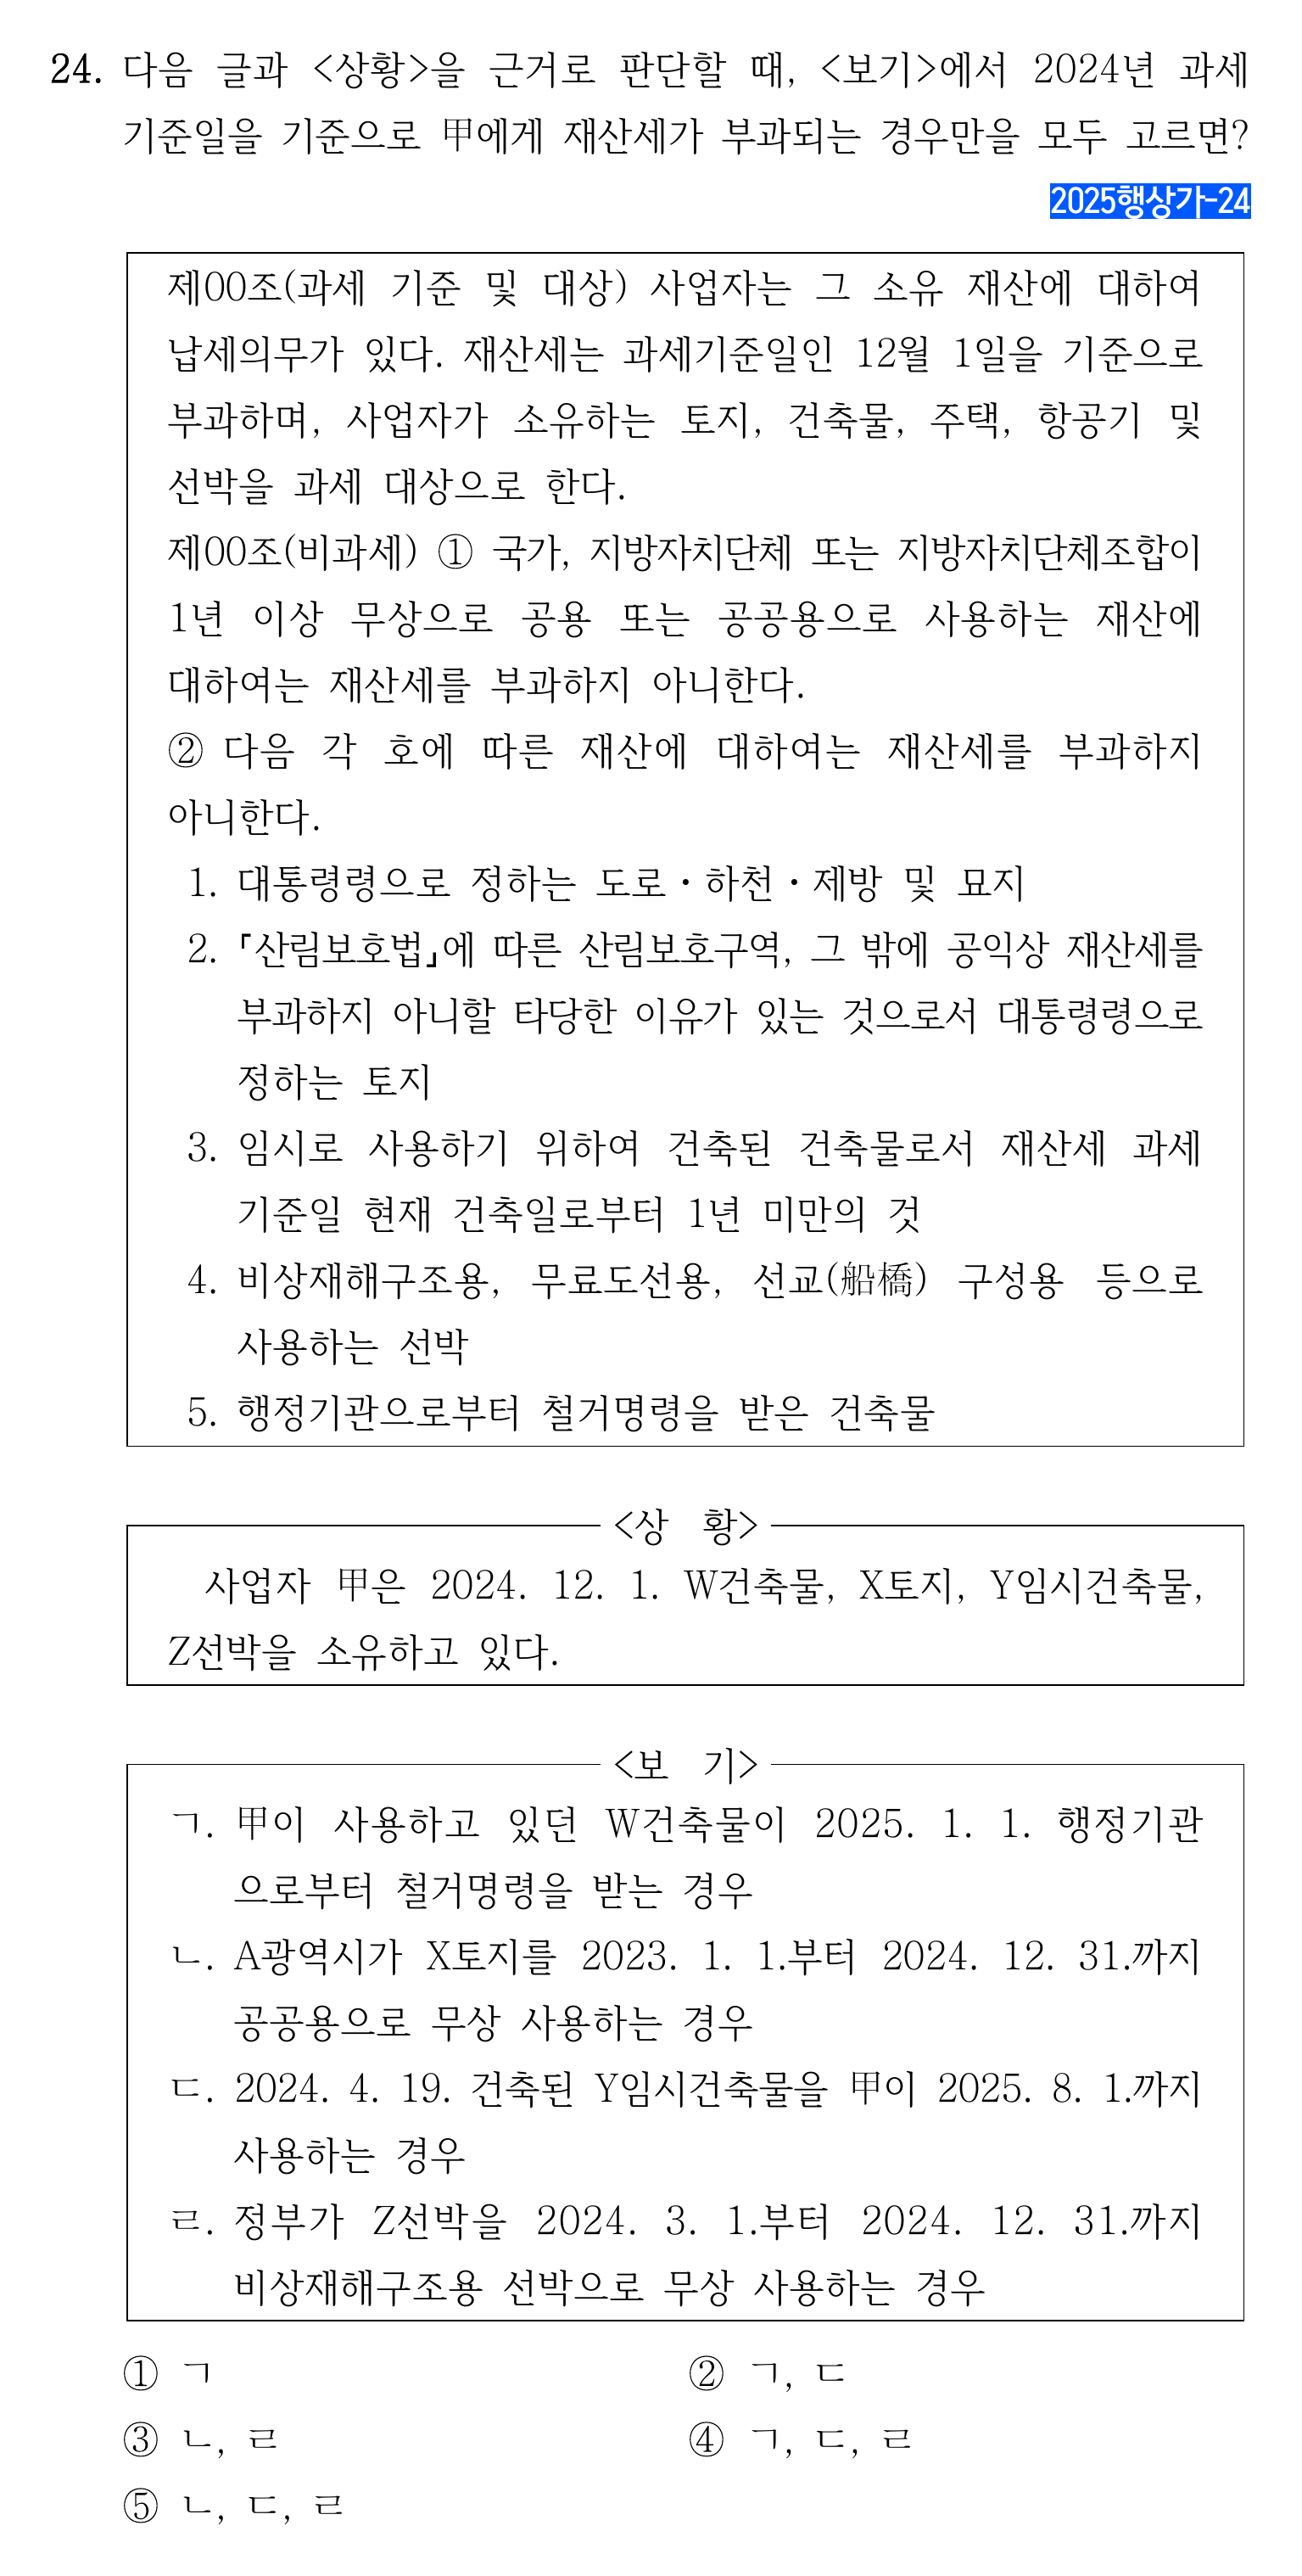 24. 다음 글과 <상황>을 근거로 판단할 때, <보기>에서 2024년 과세
기준일을 기준으로 甲에게 재산세가 부과되는 경우만을 모두 고르면?
2025행상가-24
제00조(과세 기준 및 대상) 사업자는 그 소유 재산에 대하여
납세의무가 있다. 재산세는 과세기준일인 12월 1일을 기준으로
부과하며, 사업자가 소유하는 토지, 건축물, 주택, 항공기 및
선박을 과세 대상으로 한다.
제00조(비과세) ① 국가, 지방자치단체 또는 지방자치단체조합이
1년 이상 무상으로 공용 또는 공공용으로 사용하는 재산에
대하여는 재산세를 부과하지 아니한다.
② 다음 각 호에 따른 재산에 대하여는 재산세를 부과하지
아니한다.
1. 대통령령으로 정하는 도로・하천・제방 및 묘지
2. 「산림보호법」에 따른 산림보호구역, 그 밖에 공익상 재산세를
부과하지 아니할 타당한 이유가 있는 것으로서 대통령령으로
정하는 토지
3. 임시로 사용하기 위하여 건축된 건축물로서 재산세 과세
기준일 현재 건축일로부터 1년 미만의 것
4. 비상재해구조용, 무료도선용, 선교(船橋) 구성용 등으로
사용하는 선박
5. 행정기관으로부터 철거명령을 받은 건축물
<상 황>
사업자 甲은 2024. 12. 1. W건축물, X토지, Y임시건축물,
Z선박을 소유하고 있다.
<보 기>
ㄱ. 甲이 사용하고 있던 W건축물이 2025. 1. 1. 행정기관
으로부터 철거명령을 받는 경우
ㄴ. A광역시가 X토지를 2023. 1. 1.부터 2024. 12. 31.까지
공공용으로 무상 사용하는 경우
ㄷ. 2024. 4. 19. 건축된 Y임시건축물을 甲이 2025. 8. 1.까지
사용하는 경우
ㄹ. 정부가 Z선박을 2024. 3. 1.부터 2024. 12. 31.까지
비상재해구조용 선박으로 무상 사용하는 경우
① ㄱ ② ㄱ, ㄷ
③ ㄴ, ㄹ ④ ㄱ, ㄷ, ㄹ
⑤ ㄴ, ㄷ, ㄹ